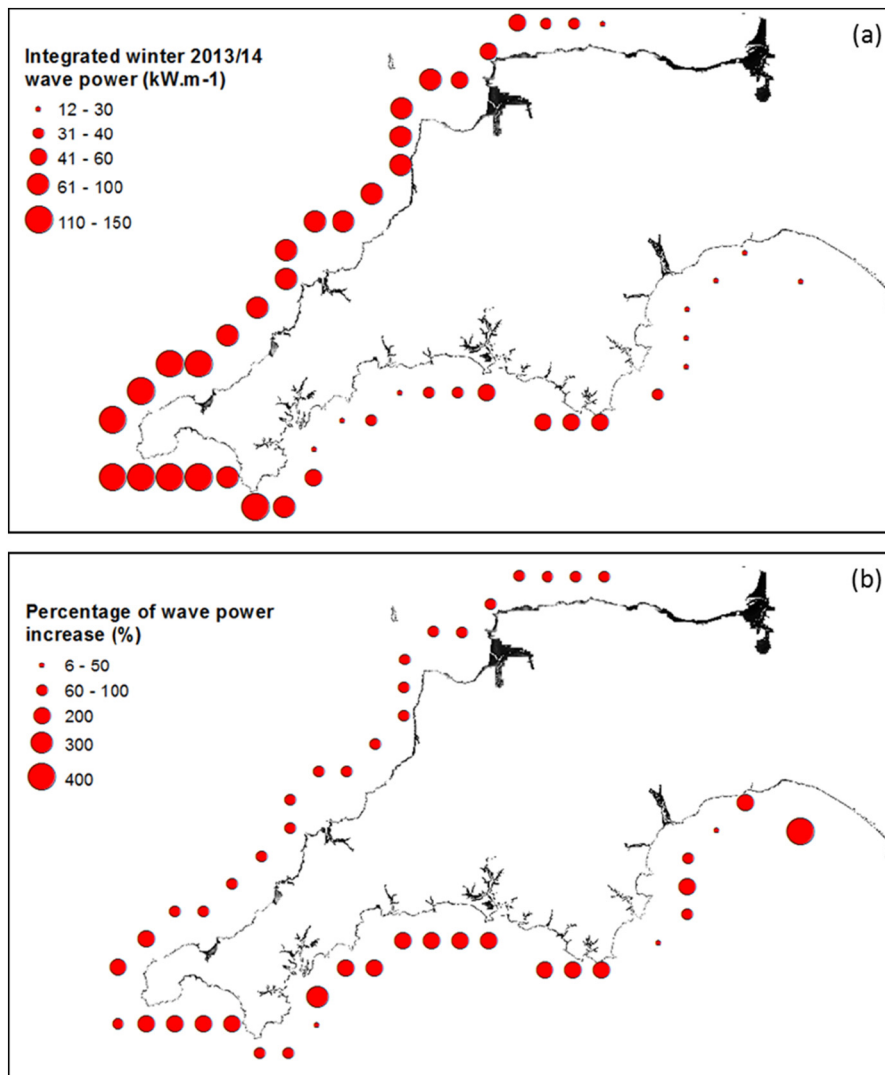 (a)
Integrated winter 2013/14
wave power (kW.m-1)
12 - 30
31 - 40
41 - 60
61 - 100
110 - 150
(b)
Percentage of wave power
increase (%)
6 - 50
60 - 100
200
300
400